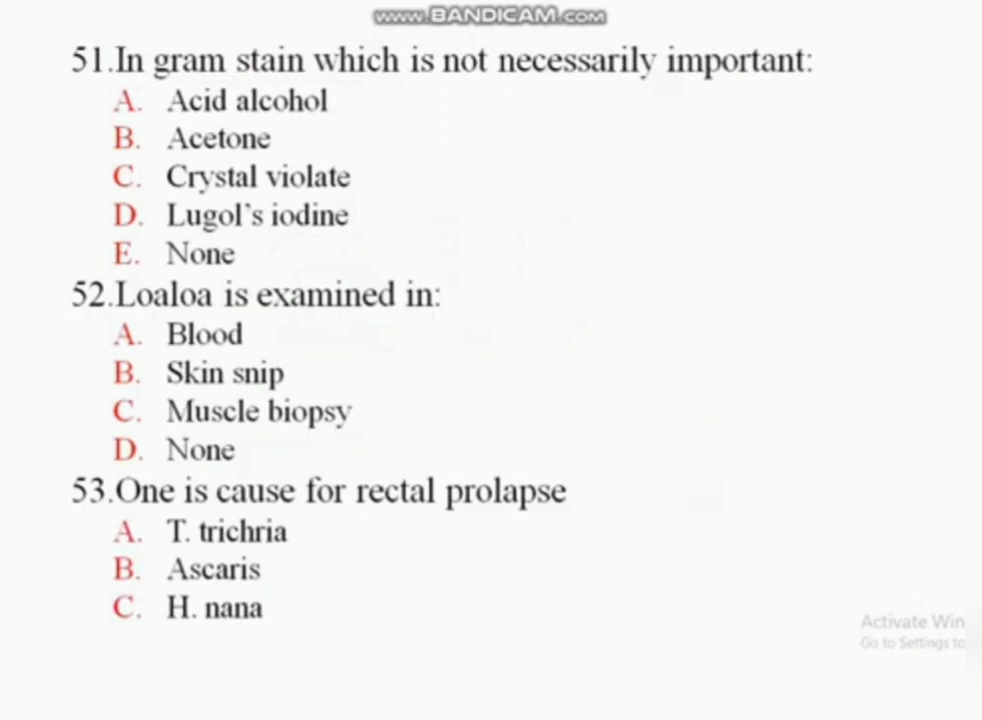 www.BANDICAM.COM
51.In gram stain which is not necessarily important:
A. Acid alcohol
B. Acetone
C. Crystal violate
D. Lugol's iodine
E. None
52.Loaloa is examined in:
A. Blood
B. Skin snip
C. Muscle biopsy
D. None
53.One is cause for rectal prolapse
A. T. trichria
B. Ascaris
C. H. nana
Activate Win
Go to Settings to